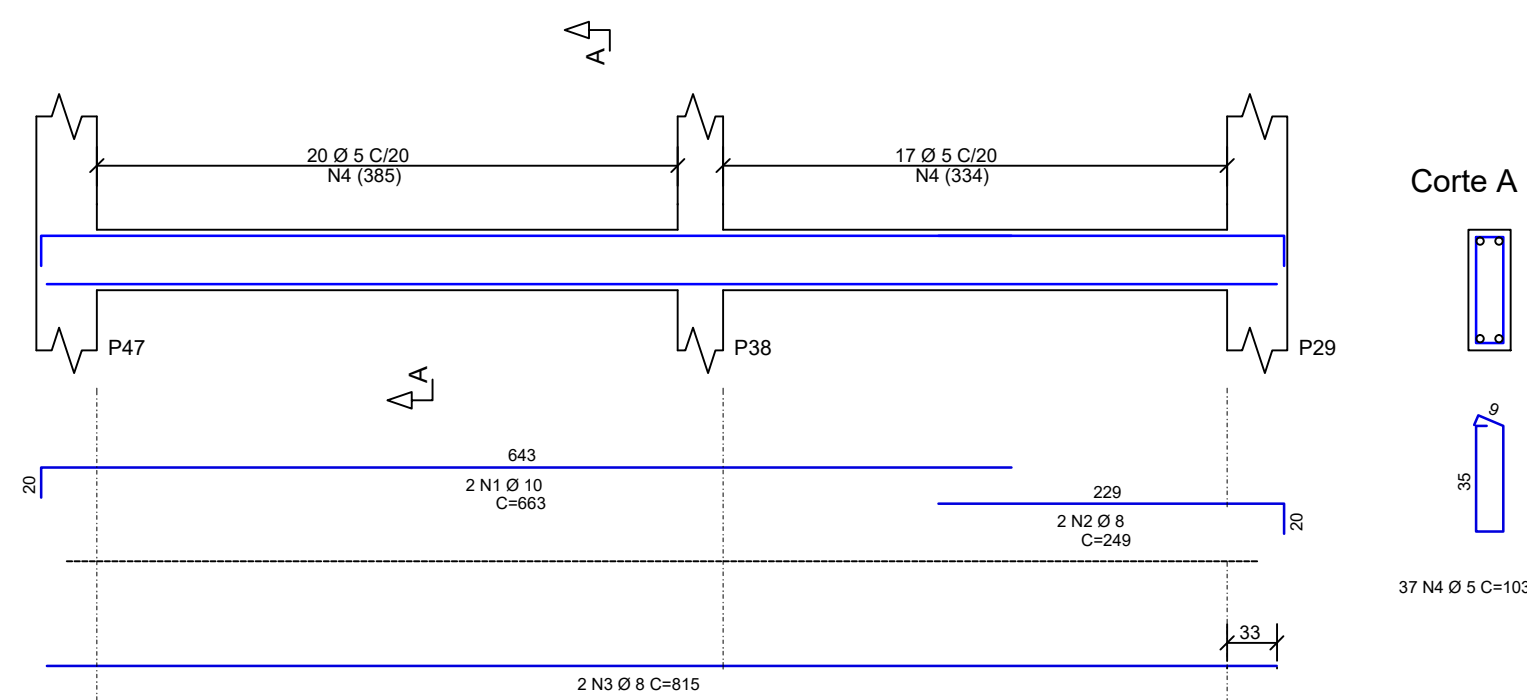 A
20 Ø 5 C/20
N4 (385)
17 Ø 5 C/20
N4 (334)
Corte A
P47
P38
P29
A
643
20
2 N1 Ø 10
C=663
229
20
2 N2 Ø 8
C=249
9
35
37 N4 Ø 5 C=103
33
2 N3 Ø 8 C=815